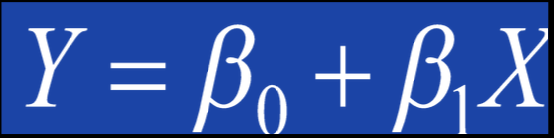 Y = β₀ + β₁X